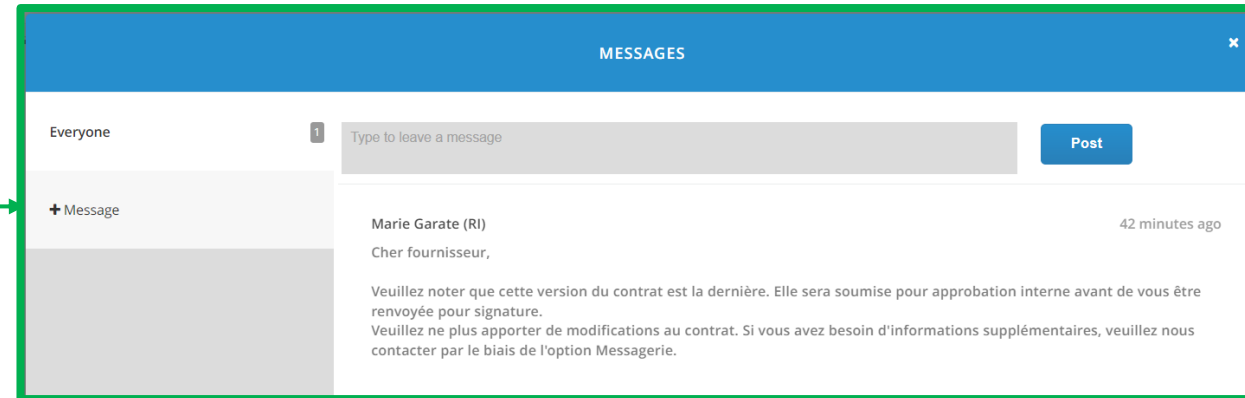 MESSAGES
×
Everyone
1
Type to leave a message
Post
+ Message
Marie Garate (RI)
42 minutes ago
Cher fournisseur,
Veuillez noter que cette version du contrat est la dernière. Elle sera soumise pour approbation interne avant de vous être
renvoyée pour signature.
Veuillez ne plus apporter de modifications au contrat. Si vous avez besoin d'informations supplémentaires, veuillez nous
contacter par le biais de l'option Messagerie.